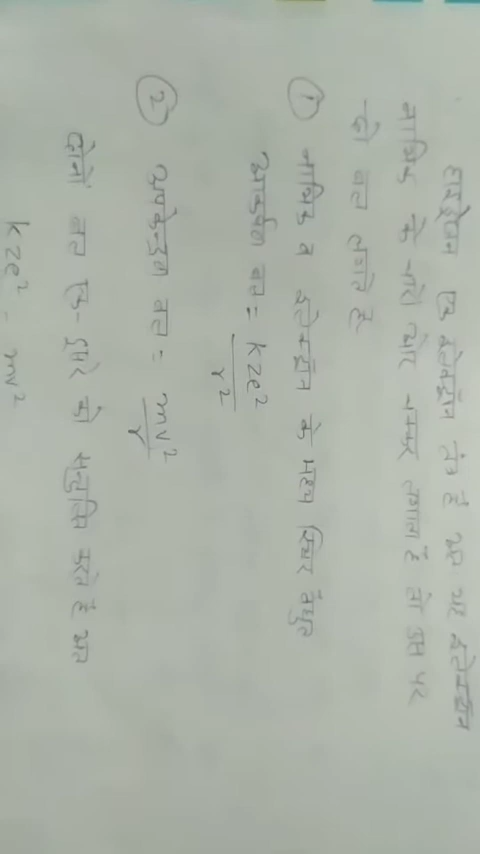 हाइड्रोजन एक इलेक्ट्रॉन तंत्र है अतः यह इलेक्ट्रॉन
नाभिक के चारो ओर चक्कर लगाता है तो उस पर
दो बल लगते है
① नाभिक व इलेक्ट्रॉन के मध्य स्थिर वैद्युत
आकर्षण बल = kze²/r²
② अपकेन्द्रीय बल = mv²/r
दोनों बल एक-दूसरे को सन्तुलित करते हैं अतः
kze² mv²